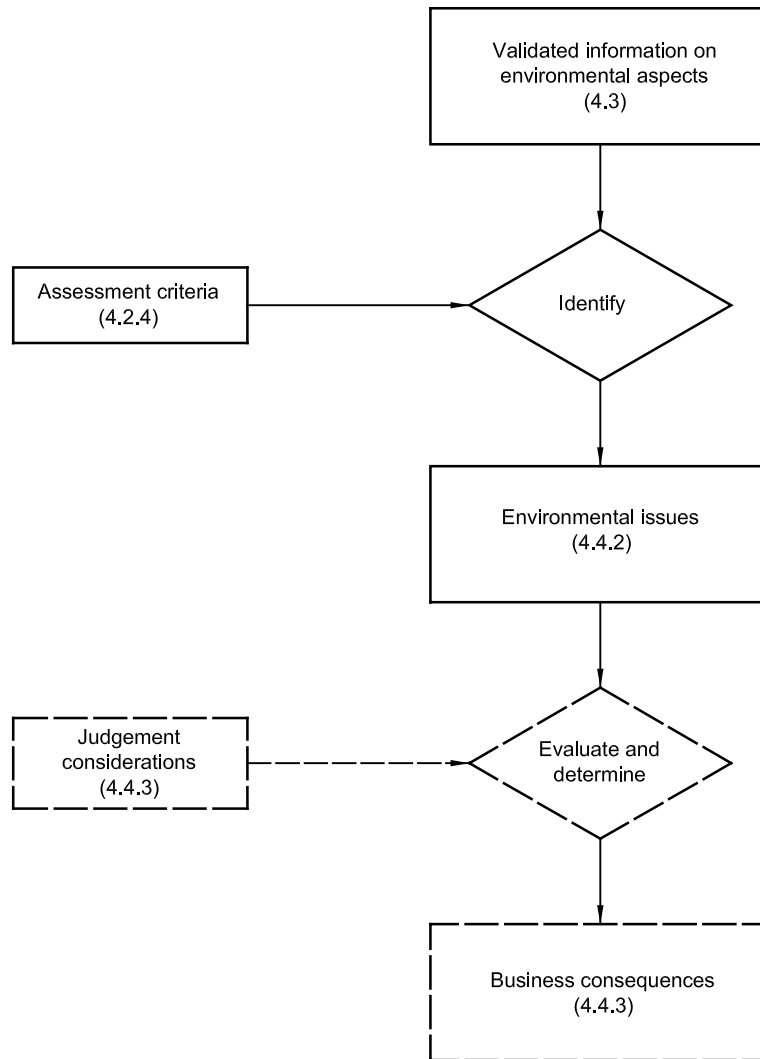 Validated information on
environmental aspects
(4.3)
Assessment criteria
(4.2.4)
Identify
Environmental issues
(4.4.2)
Judgement
considerations
(4.4.3)
Evaluate and
determine
Business consequences
(4.4.3)